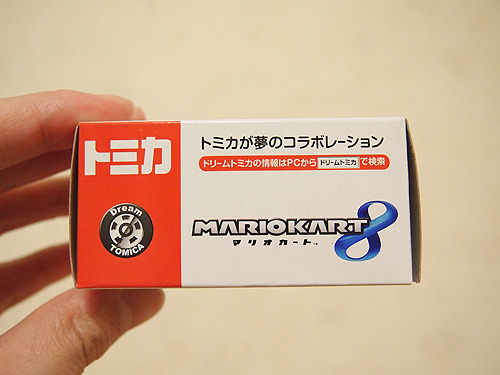 トミカ
Dream
TOMICA
トミカが夢のコラボレーション
ドリームトミカの情報はPCから ドリームトミカ で検索
MARIOKART 8
マリオカート™